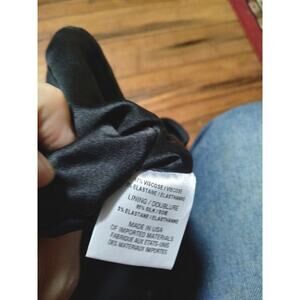 VISCOSE / VISCOSE
ELASTANE / ELASTHANNE
LINING / DOUBLURE
95% SILK / SOIE
5% ELASTANE / ELASTHANNE
MADE IN USA
OF IMPORTED MATERIALS
FABRIQUE AUX ETATS-UNIS
DES MATERIAUX IMPORTES